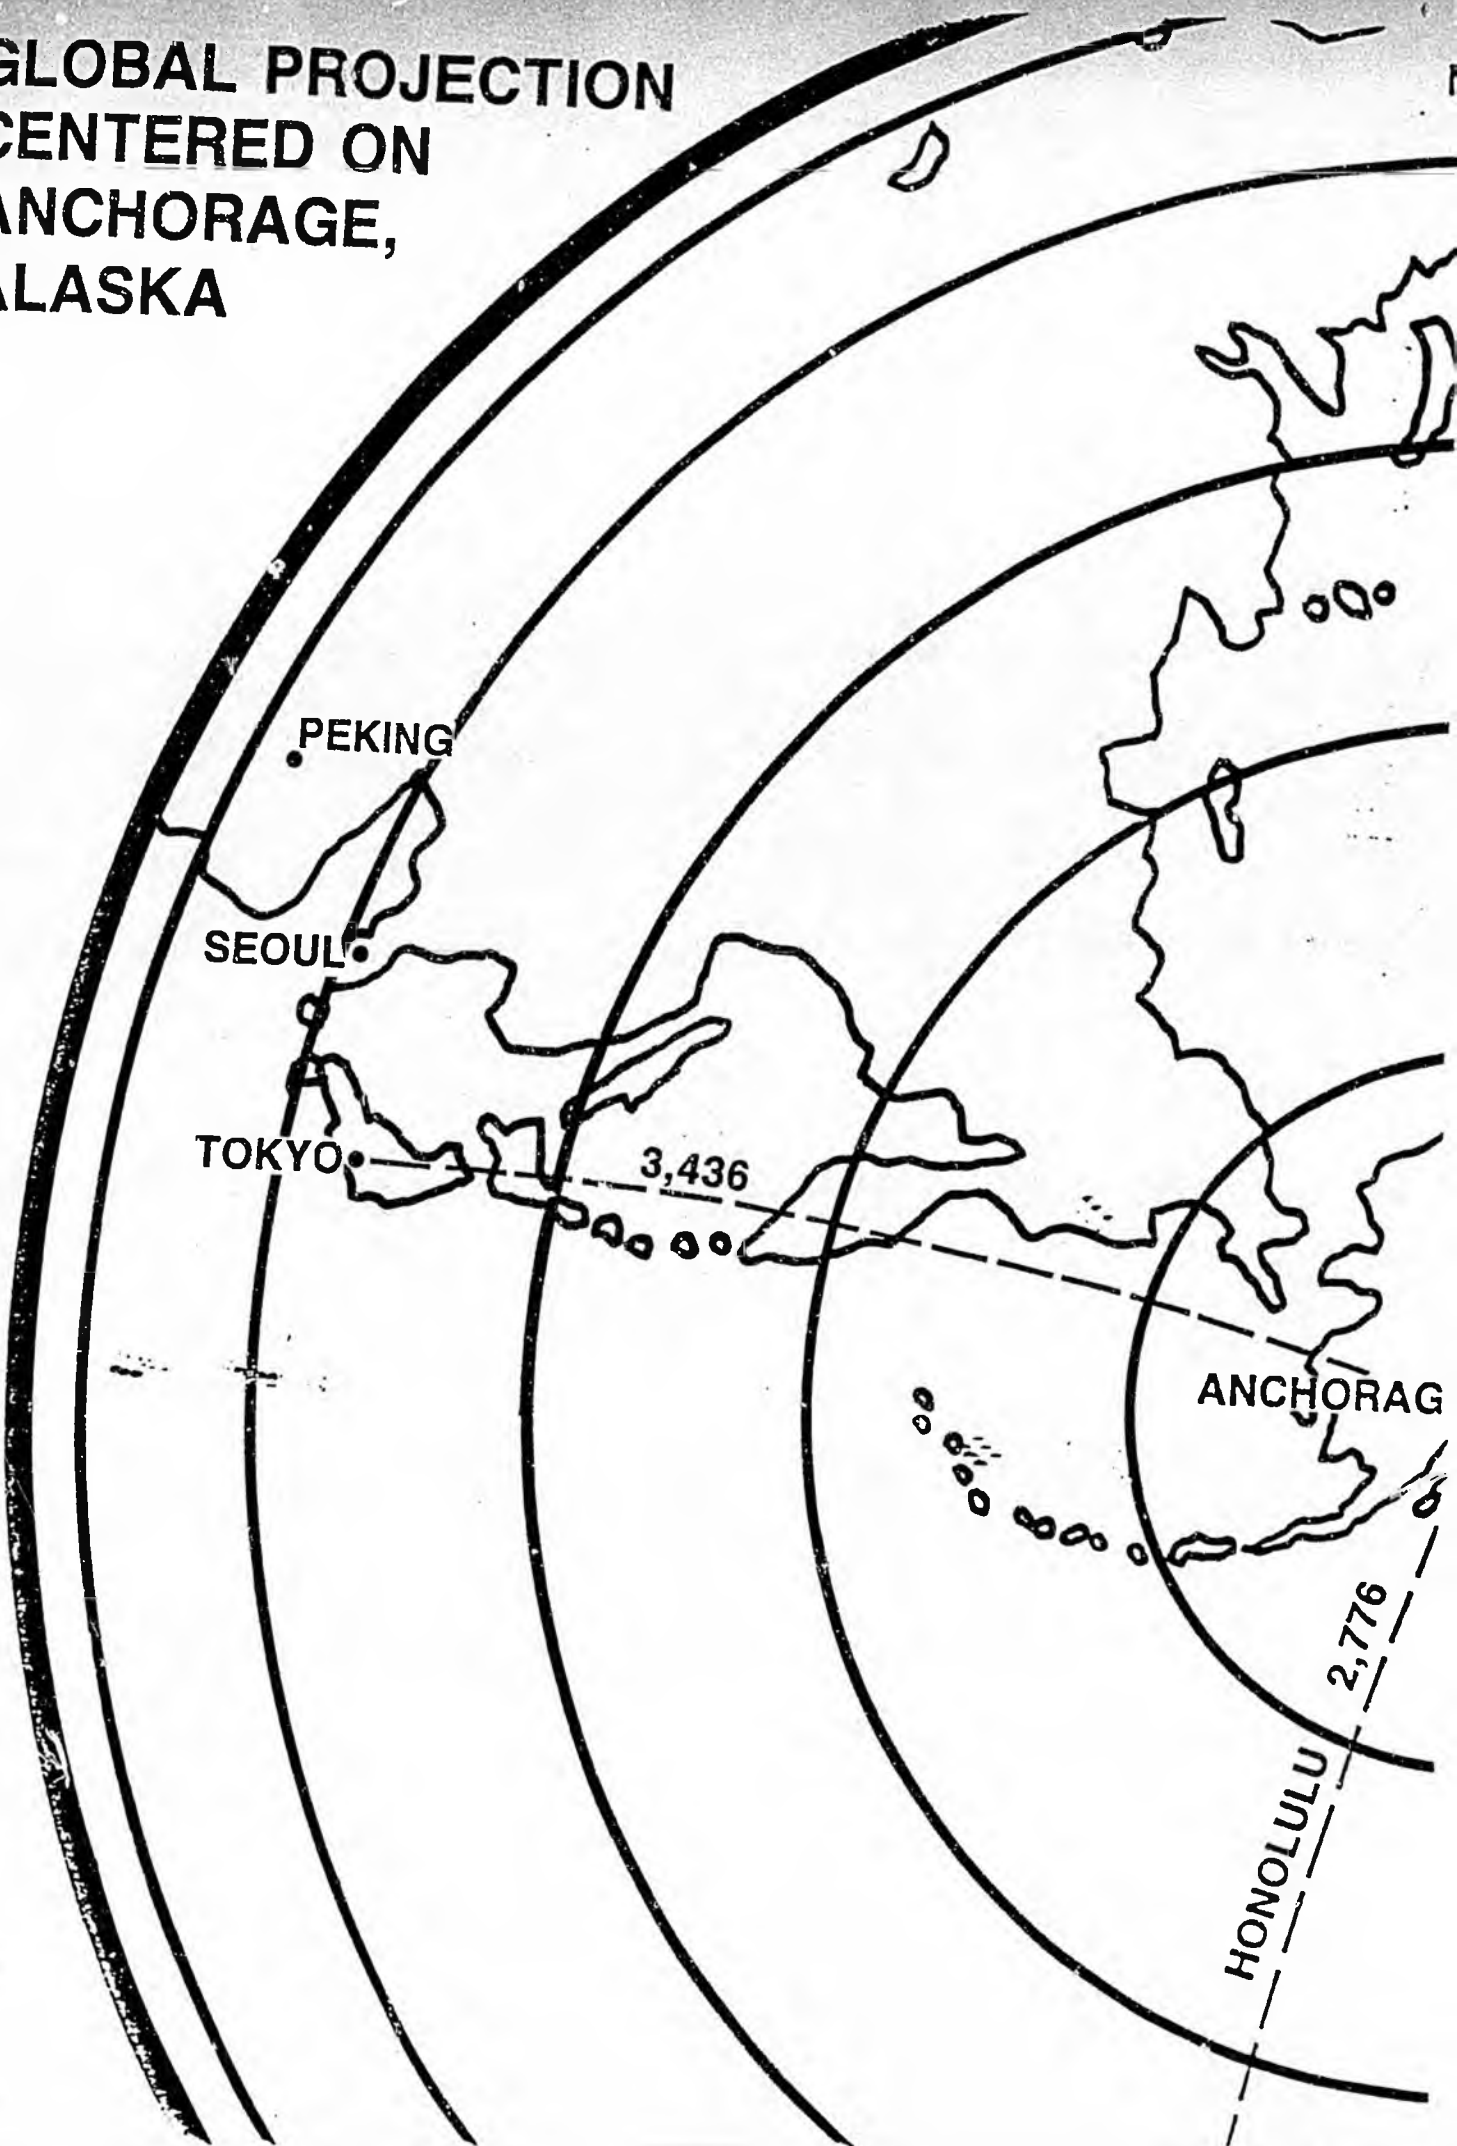 GLOBAL PROJECTION
CENTERED ON
ANCHORAGE,
ALASKA
PEKING
SEOUL
TOKYO
3,436
ANCHORAG
2,776
HONOLULU